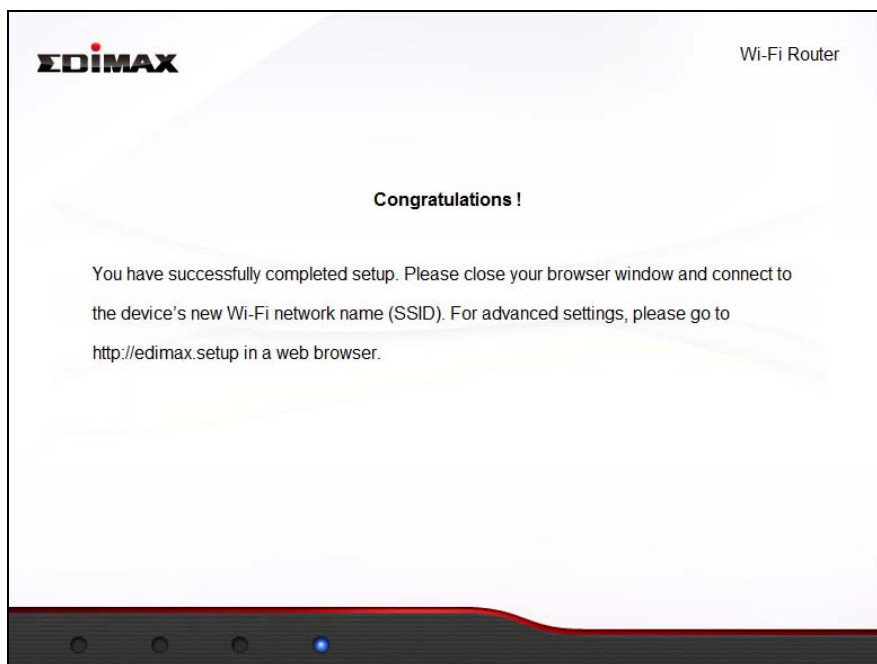 EDiMAX
Wi-Fi Router
Congratulations !
You have successfully completed setup. Please close your browser window and connect to
the device's new Wi-Fi network name (SSID). For advanced settings, please go to
http://edimax.setup in a web browser.